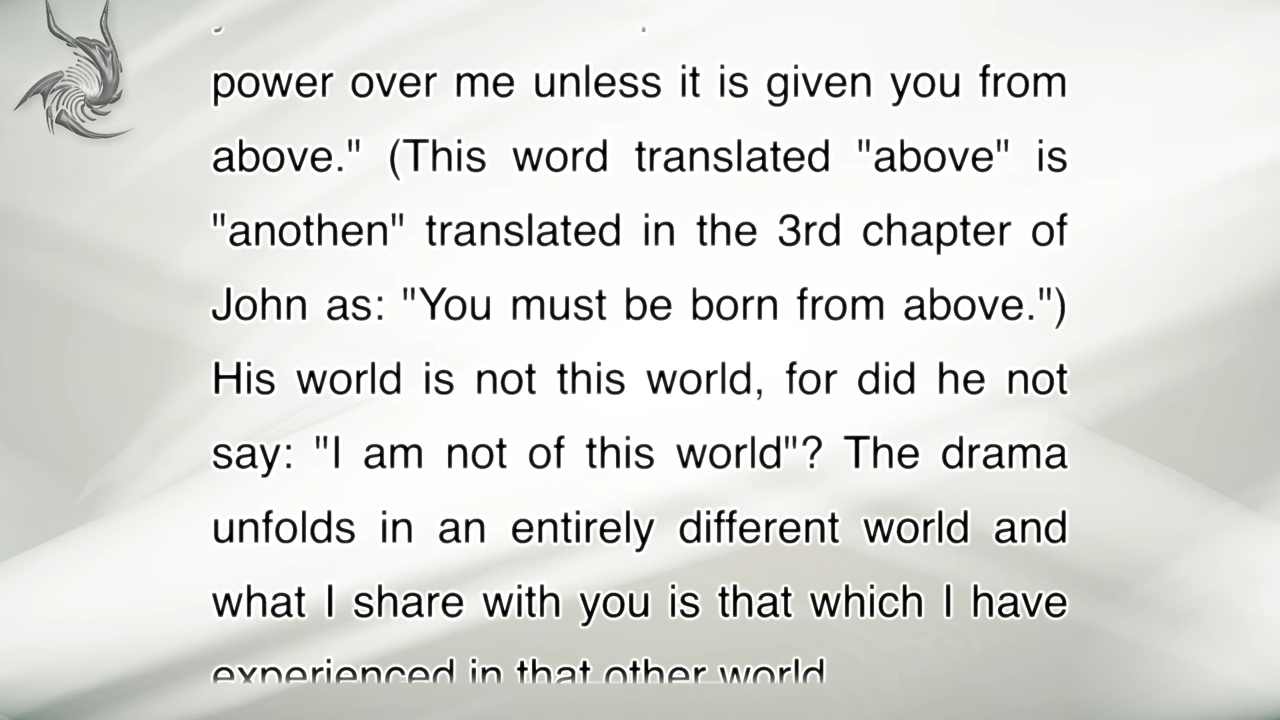 power over me unless it is given you from
above." (This word translated "above" is
"anothen" translated in the 3rd chapter of
John as: "You must be born from above.")
His world is not this world, for did he not
say: "I am not of this world"? The drama
unfolds in an entirely different world and
what I share with you is that which I have
experienced in that other world